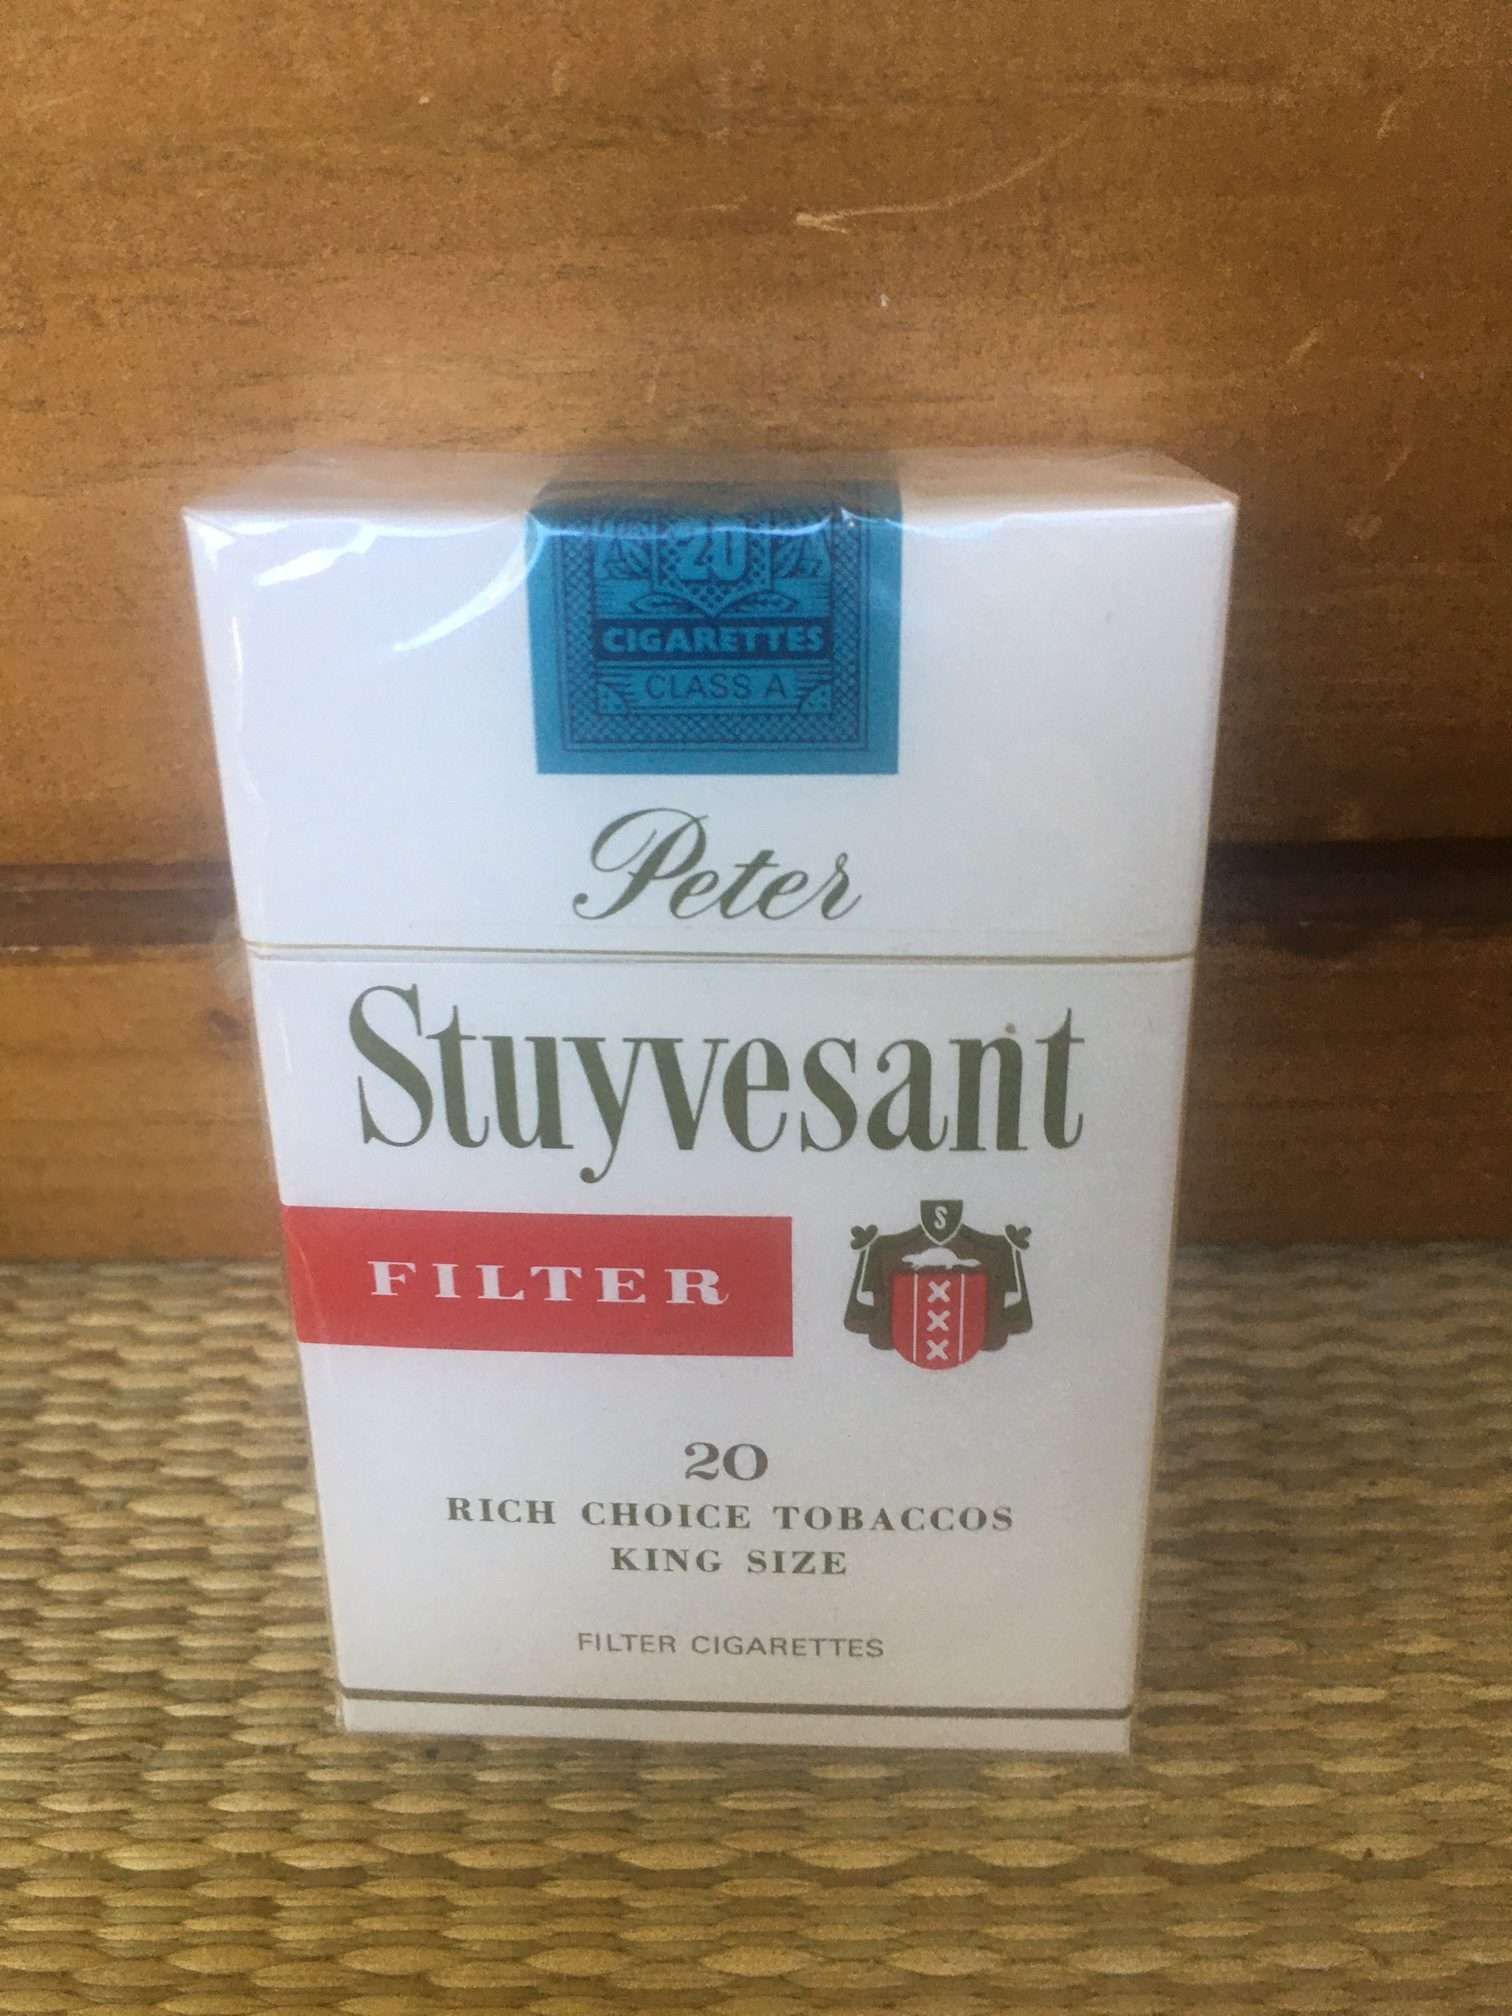 20
CIGARETTES
CLASS A
Peter
Stuyvesant
FILTER
S
X
X
X
20
RICH CHOICE TOBACCOS
KING SIZE
FILTER CIGARETTES